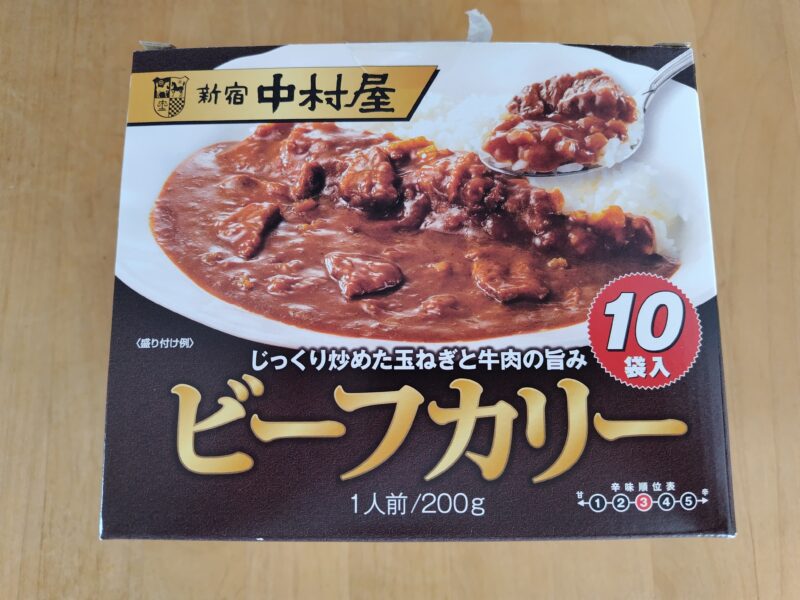 新宿 中村屋
10
袋入
〈盛り付け例〉
じっくり炒めた玉ねぎと牛肉の旨み
ビーフカリー
1人前/200g
辛味順位表
甘 1 2 3 4 5 辛